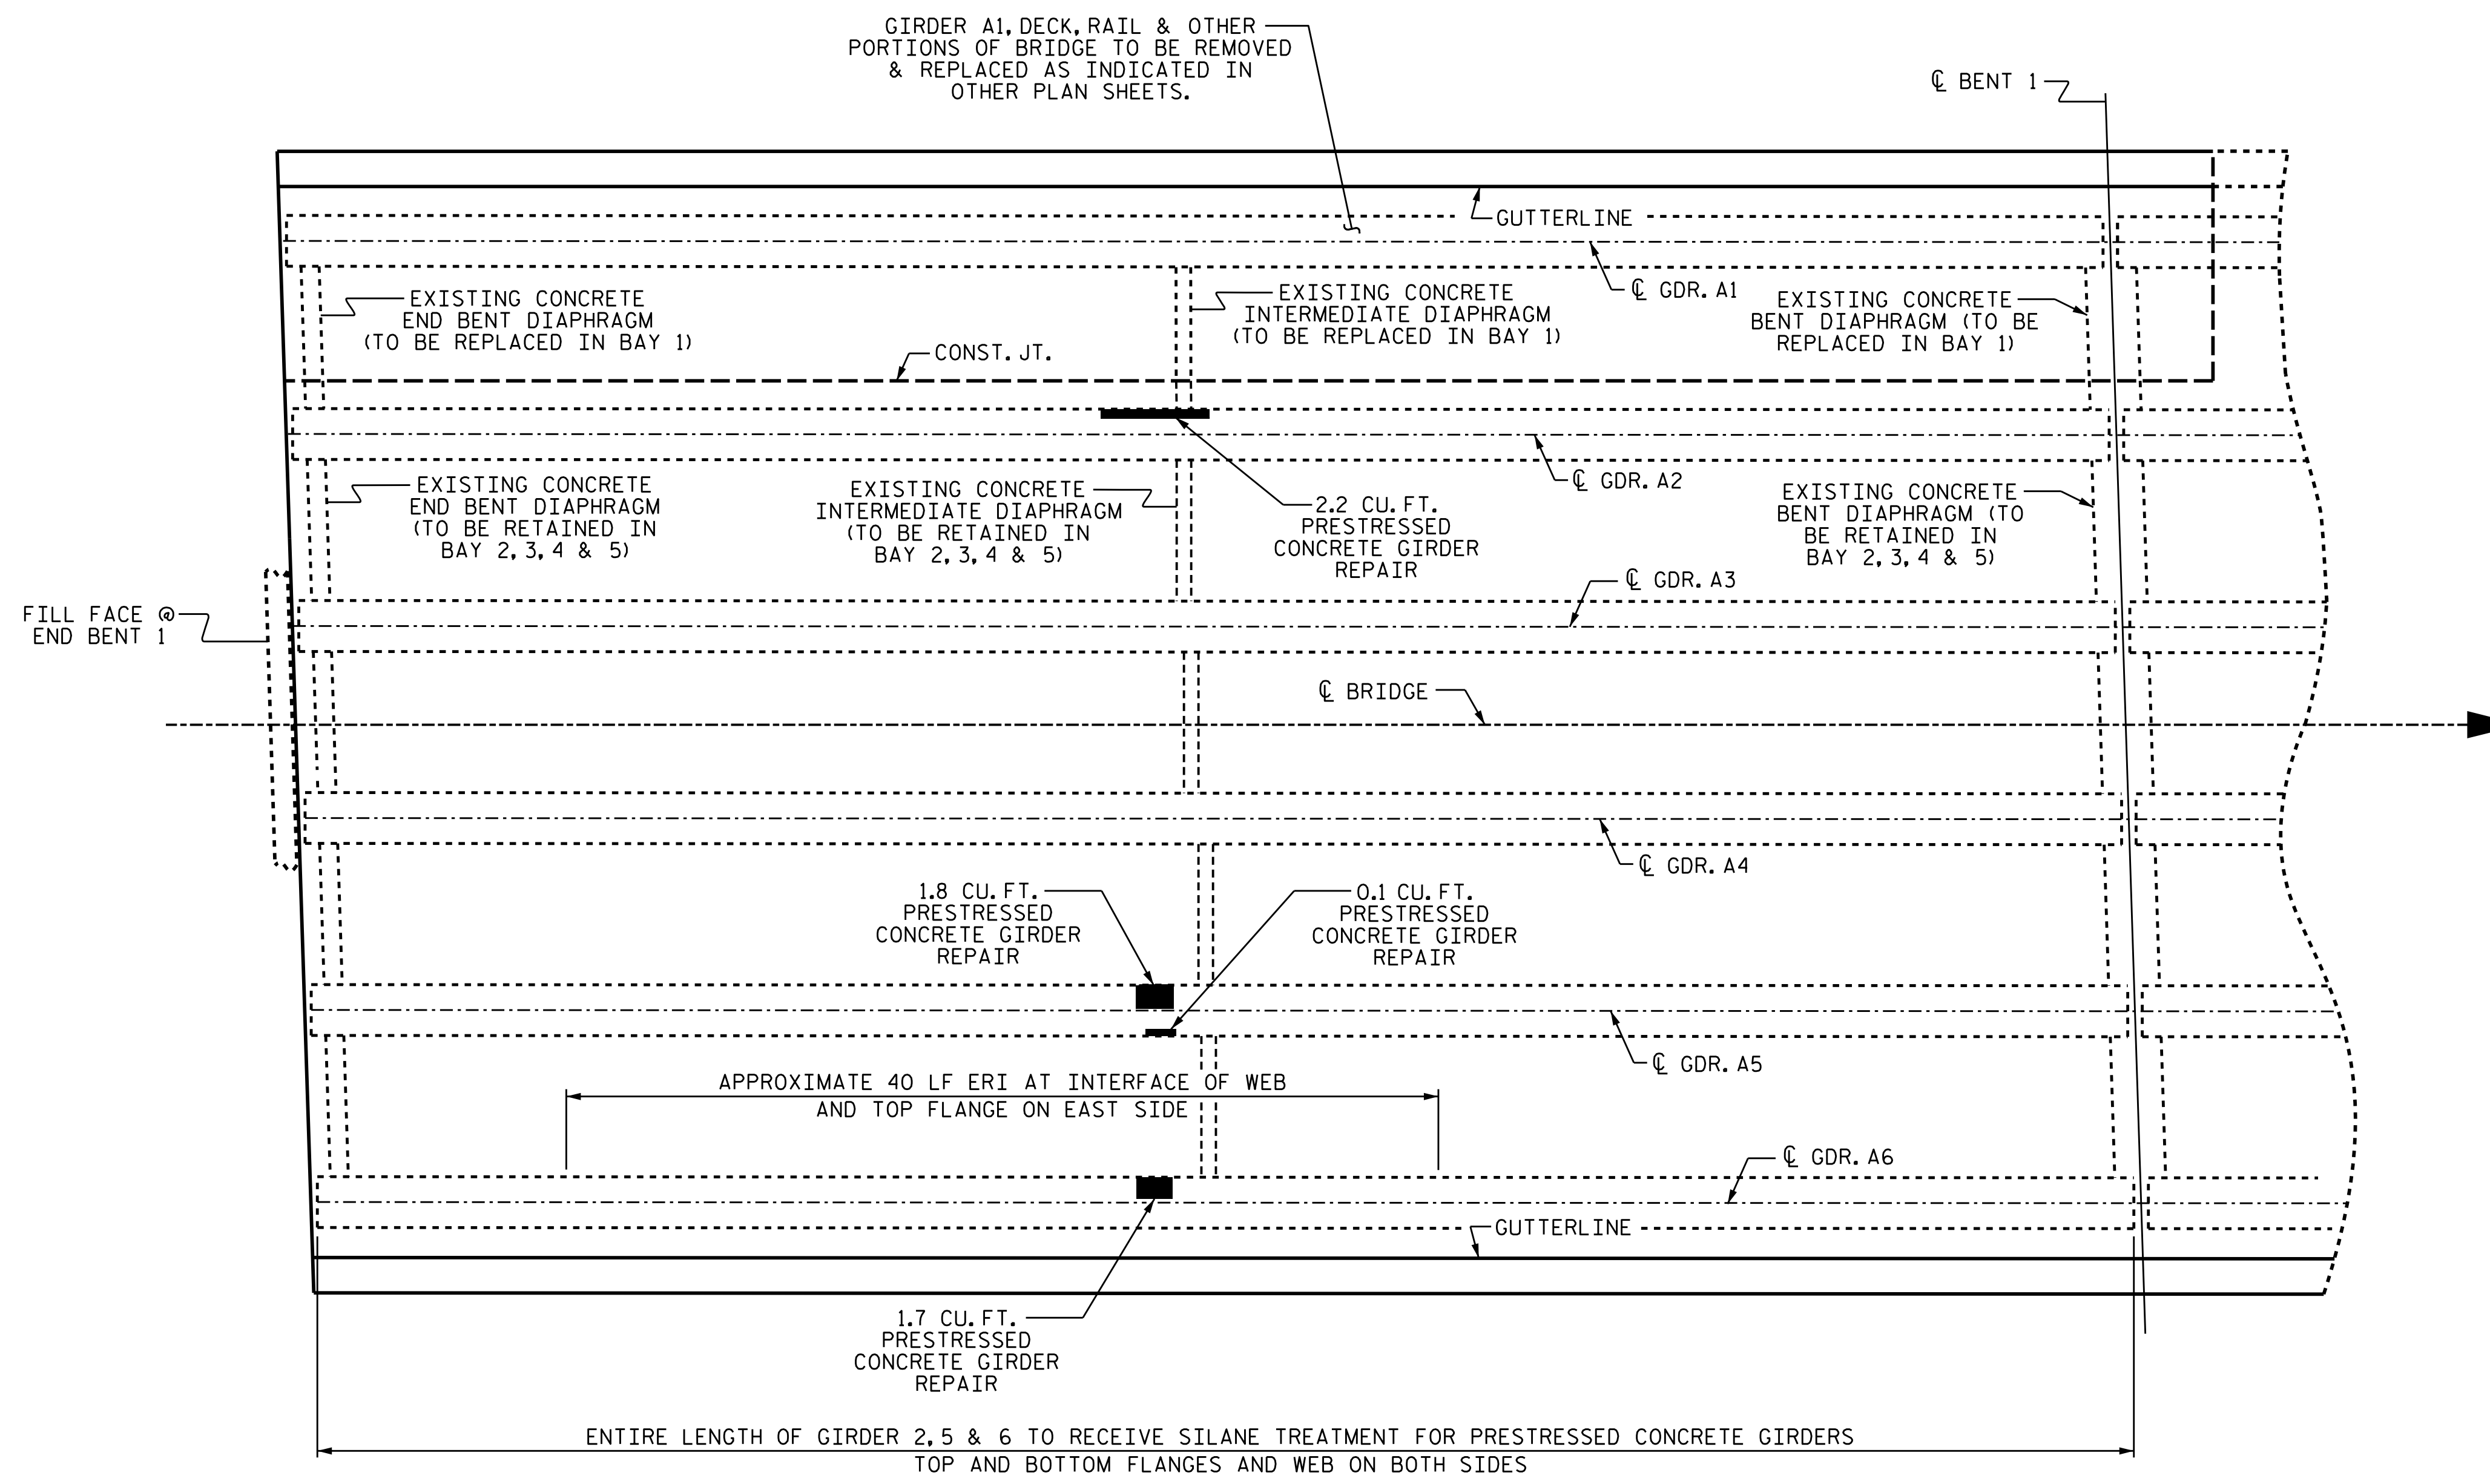 GIRDER A1, DECK, RAIL & OTHER
PORTIONS OF BRIDGE TO BE REMOVED
& REPLACED AS INDICATED IN
OTHER PLAN SHEETS.
℄ BENT 1
GUTTERLINE
℄ GDR. A1
EXISTING CONCRETE
END BENT DIAPHRAGM
(TO BE REPLACED IN BAY 1)
EXISTING CONCRETE
INTERMEDIATE DIAPHRAGM
(TO BE REPLACED IN BAY 1)
EXISTING CONCRETE
BENT DIAPHRAGM (TO BE
REPLACED IN BAY 1)
CONST. JT.
℄ GDR. A2
EXISTING CONCRETE
END BENT DIAPHRAGM
(TO BE RETAINED IN
BAY 2, 3, 4 & 5)
EXISTING CONCRETE
INTERMEDIATE DIAPHRAGM
(TO BE RETAINED IN
BAY 2, 3, 4 & 5)
2.2 CU. FT.
PRESTRESSED
CONCRETE GIRDER
REPAIR
EXISTING CONCRETE
BENT DIAPHRAGM (TO
BE RETAINED IN
BAY 2, 3, 4 & 5)
℄ GDR. A3
FILL FACE @
END BENT 1
℄ BRIDGE
℄ GDR. A4
1.8 CU. FT.
PRESTRESSED
CONCRETE GIRDER
REPAIR
0.1 CU. FT.
PRESTRESSED
CONCRETE GIRDER
REPAIR
℄ GDR. A5
APPROXIMATE 40 LF ERI AT INTERFACE OF WEB
AND TOP FLANGE ON EAST SIDE
℄ GDR. A6
GUTTERLINE
1.7 CU. FT.
PRESTRESSED
CONCRETE GIRDER
REPAIR
ENTIRE LENGTH OF GIRDER 2, 5 & 6 TO RECEIVE SILANE TREATMENT FOR PRESTRESSED CONCRETE GIRDERS
TOP AND BOTTOM FLANGES AND WEB ON BOTH SIDES